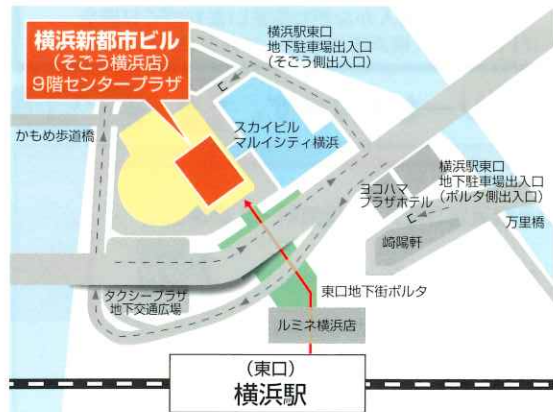 横浜新都市ビル
(そごう横浜店)
9階センタープラザ
横浜駅東口
地下駐車場出入口
(そごう側出入口)
かもめ歩道橋
スカイビル
マルイシティ横浜
横浜駅東口
地下駐車場出入口
(ポルタ側出入口)
ヨコハマ
プラザホテル
崎陽軒
万里橋
タクシープラザ
地下交通広場
東口地下街ポルタ
ルミネ横浜店
(東口)
横浜駅